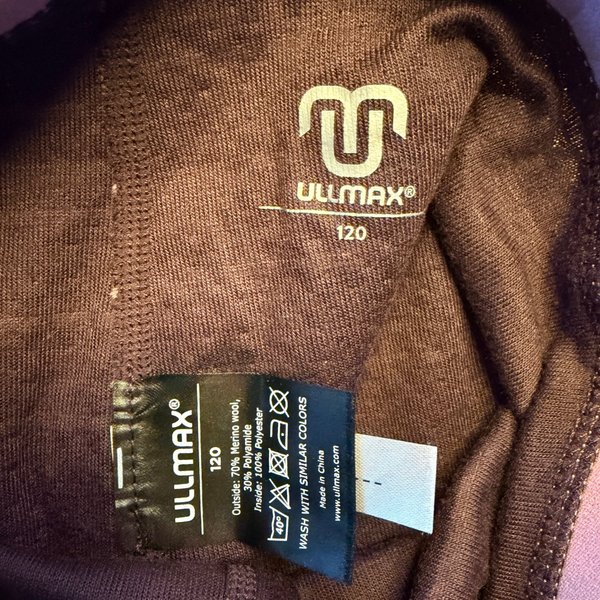 ULLMAX®
120
ULLMAX®
120
Outside: 70% Merino wool,
30% Polyamide
Inside: 100% Polyester
40°
WASH WITH SIMILAR COLORS
Made in China
www.ullmax.com